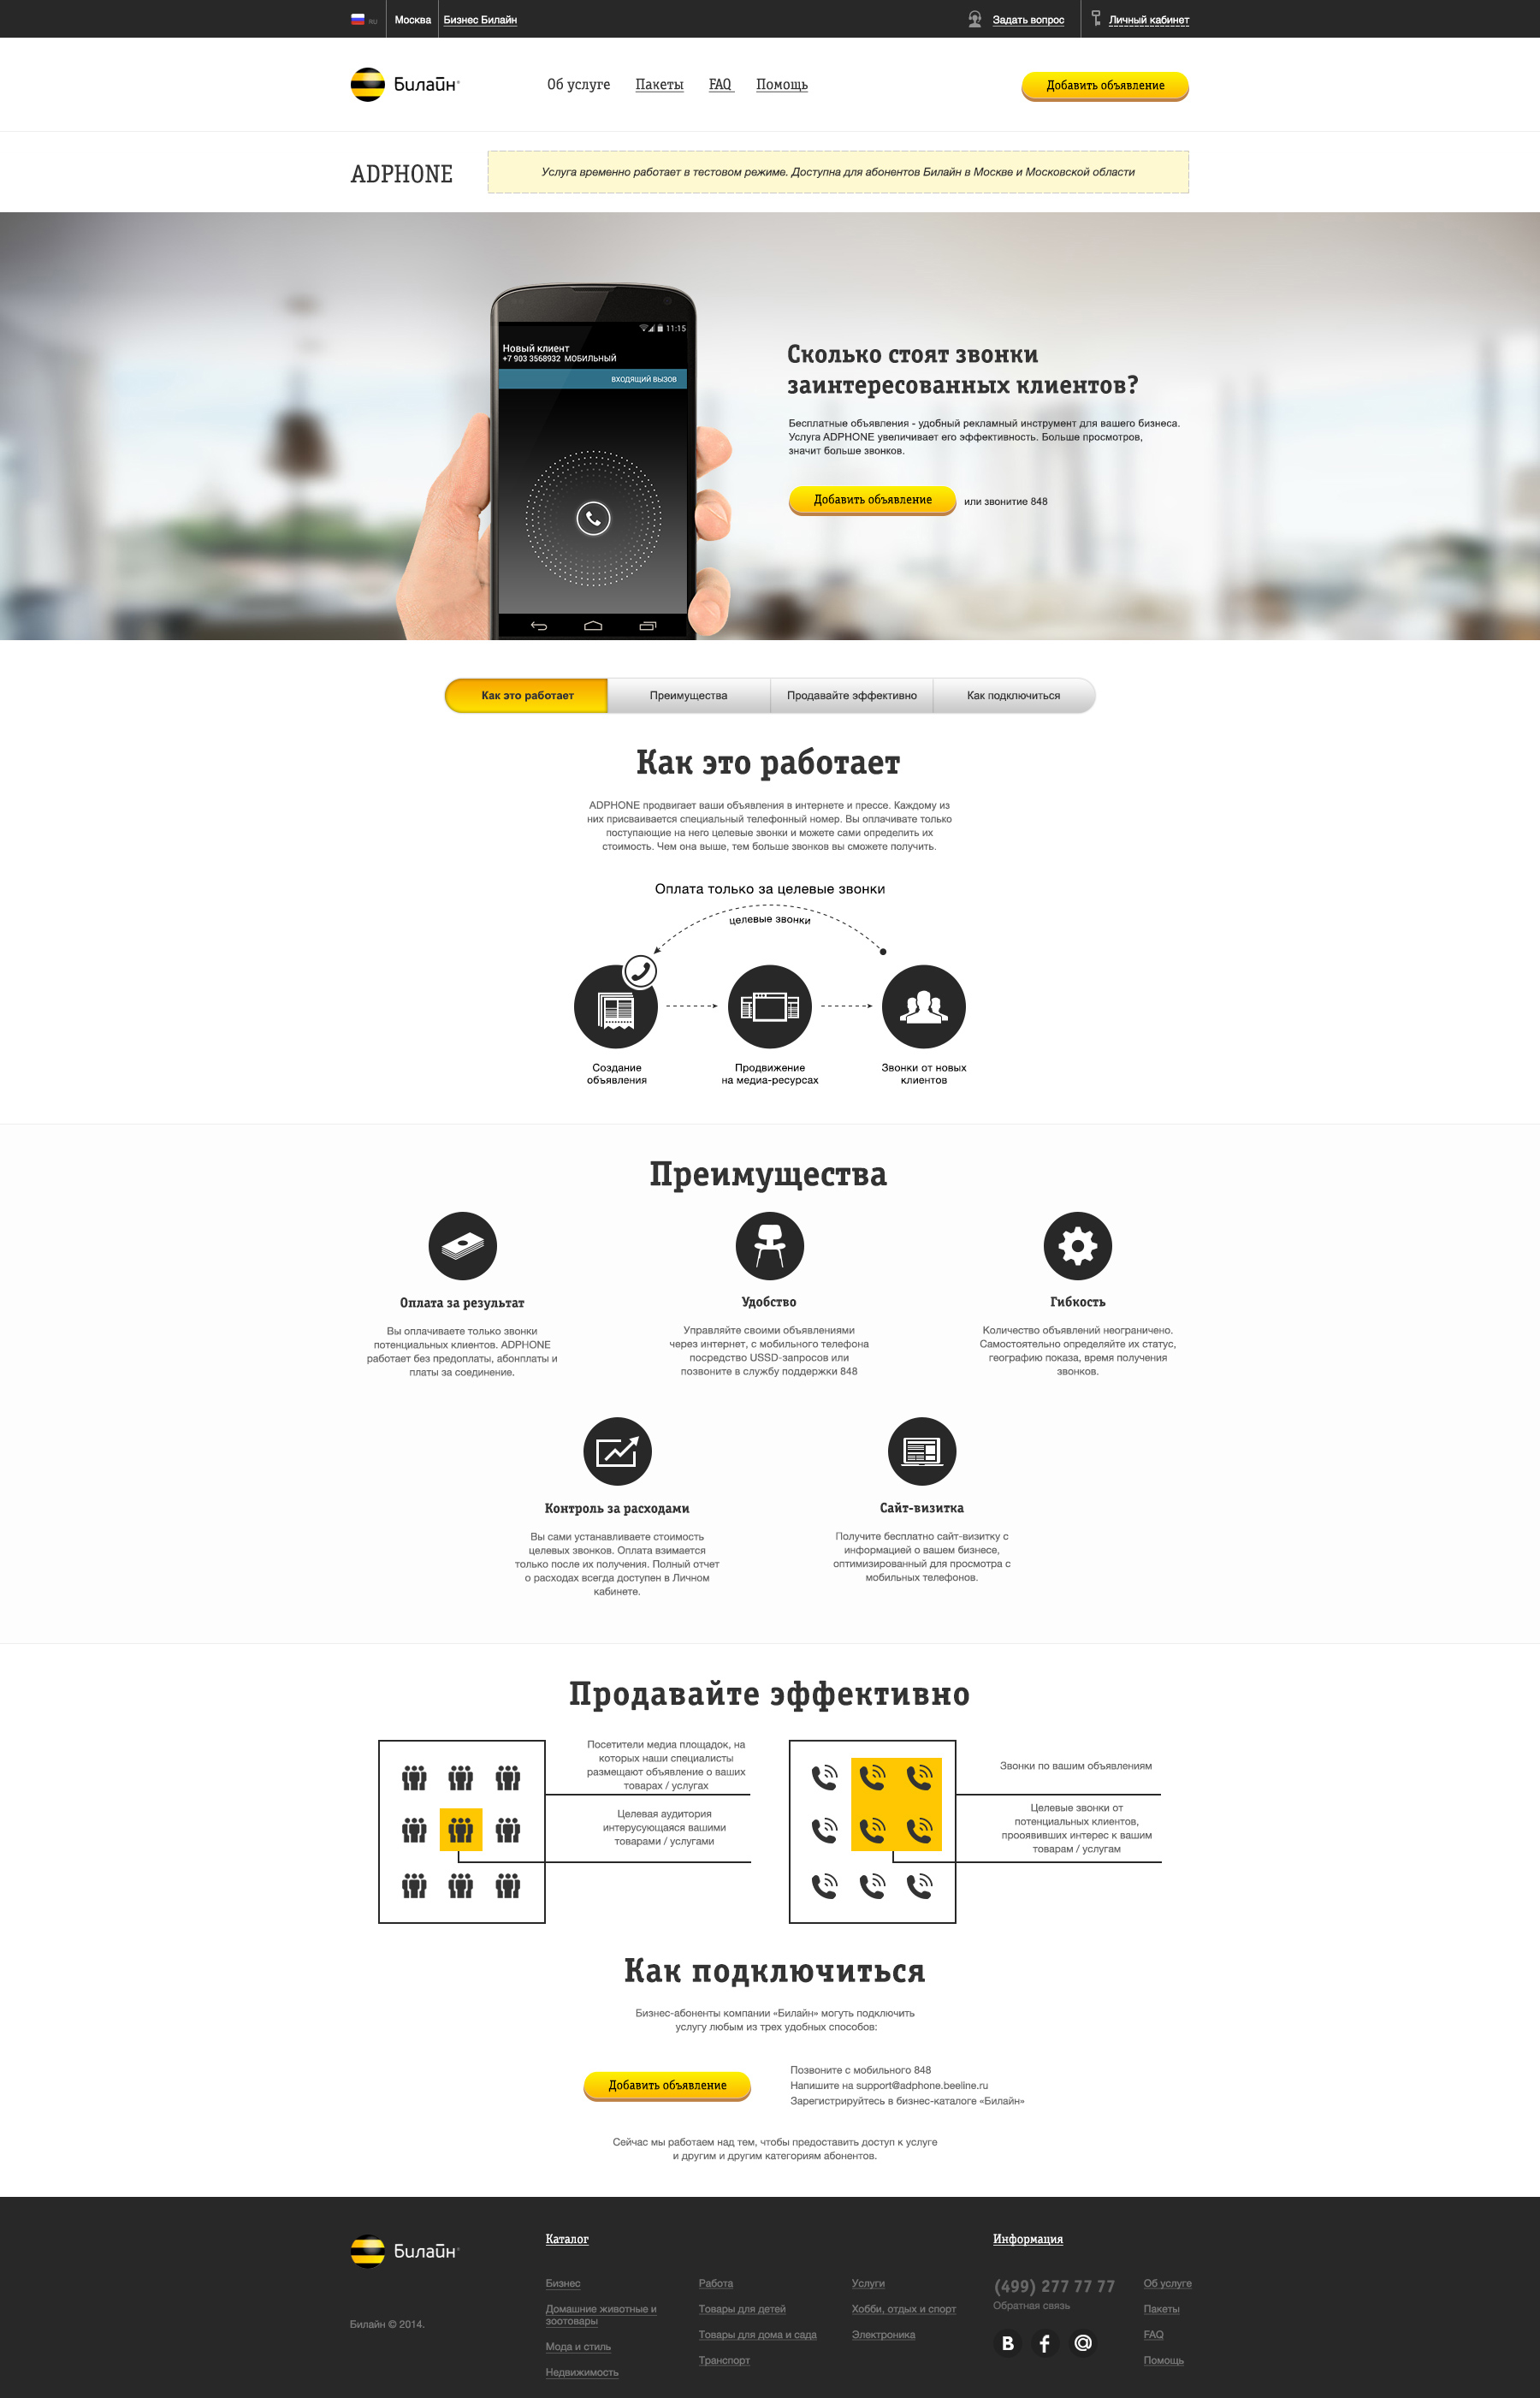 RU
Москва
Бизнес Билайн
Задать вопрос
Личный кабинет
Билайн®
Об услуге
Пакеты
FAQ
Помощь
Добавить объявление
ADPHONE
Услуга временно работает в тестовом режиме. Доступна для абонентов Билайн в Москве и Московской области
11:15
Новый клиент
+7 903 3568932 МОБИЛЬНЫЙ
ВХОДЯЩИЙ ВЫЗОВ
Сколько стоят звонки
заинтересованных клиентов?
Бесплатные объявления - удобный рекламный инструмент для вашего бизнеса.
Услуга ADPHONE увеличивает его эффективность. Больше просмотров,
значит больше звонков.
Добавить объявление
или звонитие 848
Как это работает
Преимущества
Продавайте эффективно
Как подключиться
Как это работает
ADPHONE продвигает ваши объявления в интернете и прессе. Каждому из
них присваивается специальный телефонный номер. Вы оплачивате только
поступающие на него целевые звонки и можете сами определить их
стоимость. Чем она выше, тем больше звонков вы сможете получить.
Оплата только за целевые звонки
целевые звонки
Создание
объявления
Продвижение
на медиа-ресурсах
Звонки от новых
клиентов
Преимущества
Оплата за результат
Вы оплачиваете только звонки
потенциальных клиентов. ADPHONE
работает без предоплаты, абонплаты и
платы за соединение.
Удобство
Управляйте своими объявлениями
через интернет, с мобильного телефона
посредство USSD-запросов или
позвоните в службу поддержки 848
Гибкость
Количество объявлений неограничено.
Самостоятельно определяйте их статус,
географию показа, время получения
звонков.
Контроль за расходами
Вы сами устанавливаете стоимость
целевых звонков. Оплата взимается
только после их получения. Полный отчет
о расходах всегда доступен в Личном
кабинете.
Сайт-визитка
Получите бесплатно сайт-визитку с
информацией о вашем бизнесе,
оптимизированный для просмотра с
мобильных телефонов.
Продавайте эффективно
Посетители медиа площадок, на
которых наши специалисты
размещают объявление о ваших
товарах / услугах
Целевая аудитория
интерусующаяся вашими
товарами / услугами
Звонки по вашим объявлениям
Целевые звонки от
потенциальных клиентов,
прооявивших интерес к вашим
товарам / услугам
Как подключиться
Бизнес-абоненты компании «Билайн» могуть подключить
услугу любым из трех удобных способов:
Добавить объявление
Позвоните с мобильного 848
Напишите на support@adphone.beeline.ru
Зарегистрируйтесь в бизнес-каталоге «Билайн»
Сейчас мы работаем над тем, чтобы предоставить доступ к услуге
и другим и другим категориям абонентов.
Билайн®
Билайн © 2014.
Каталог
Бизнес
Домашние животные и
зоотовары
Мода и стиль
Недвижимость
Работа
Товары для детей
Товары для дома и сада
Транспорт
Услуги
Хобби, отдых и спорт
Электроника
Информация
(499) 277 77 77
Обратная связь
В f @
Об услуге
Пакеты
FAQ
Помощь